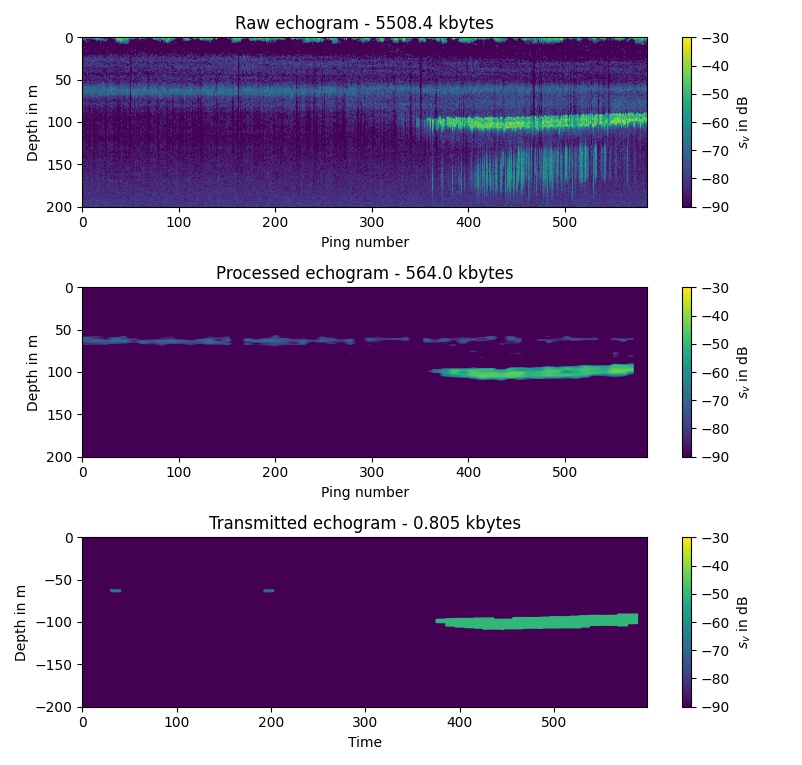 Raw echogram - 5508.4 kbytes
0
50
100
150
200
Depth in m
0 100 200 300 400 500
Ping number
−30
−40
−50
−60
−70
−80
−90
sv in dB
Processed echogram - 564.0 kbytes
0
50
100
150
200
Depth in m
0 100 200 300 400 500
Ping number
−30
−40
−50
−60
−70
−80
−90
sv in dB
Transmitted echogram - 0.805 kbytes
0
−50
−100
−150
−200
Depth in m
0 100 200 300 400 500
Time
−30
−40
−50
−60
−70
−80
−90
sv in dB